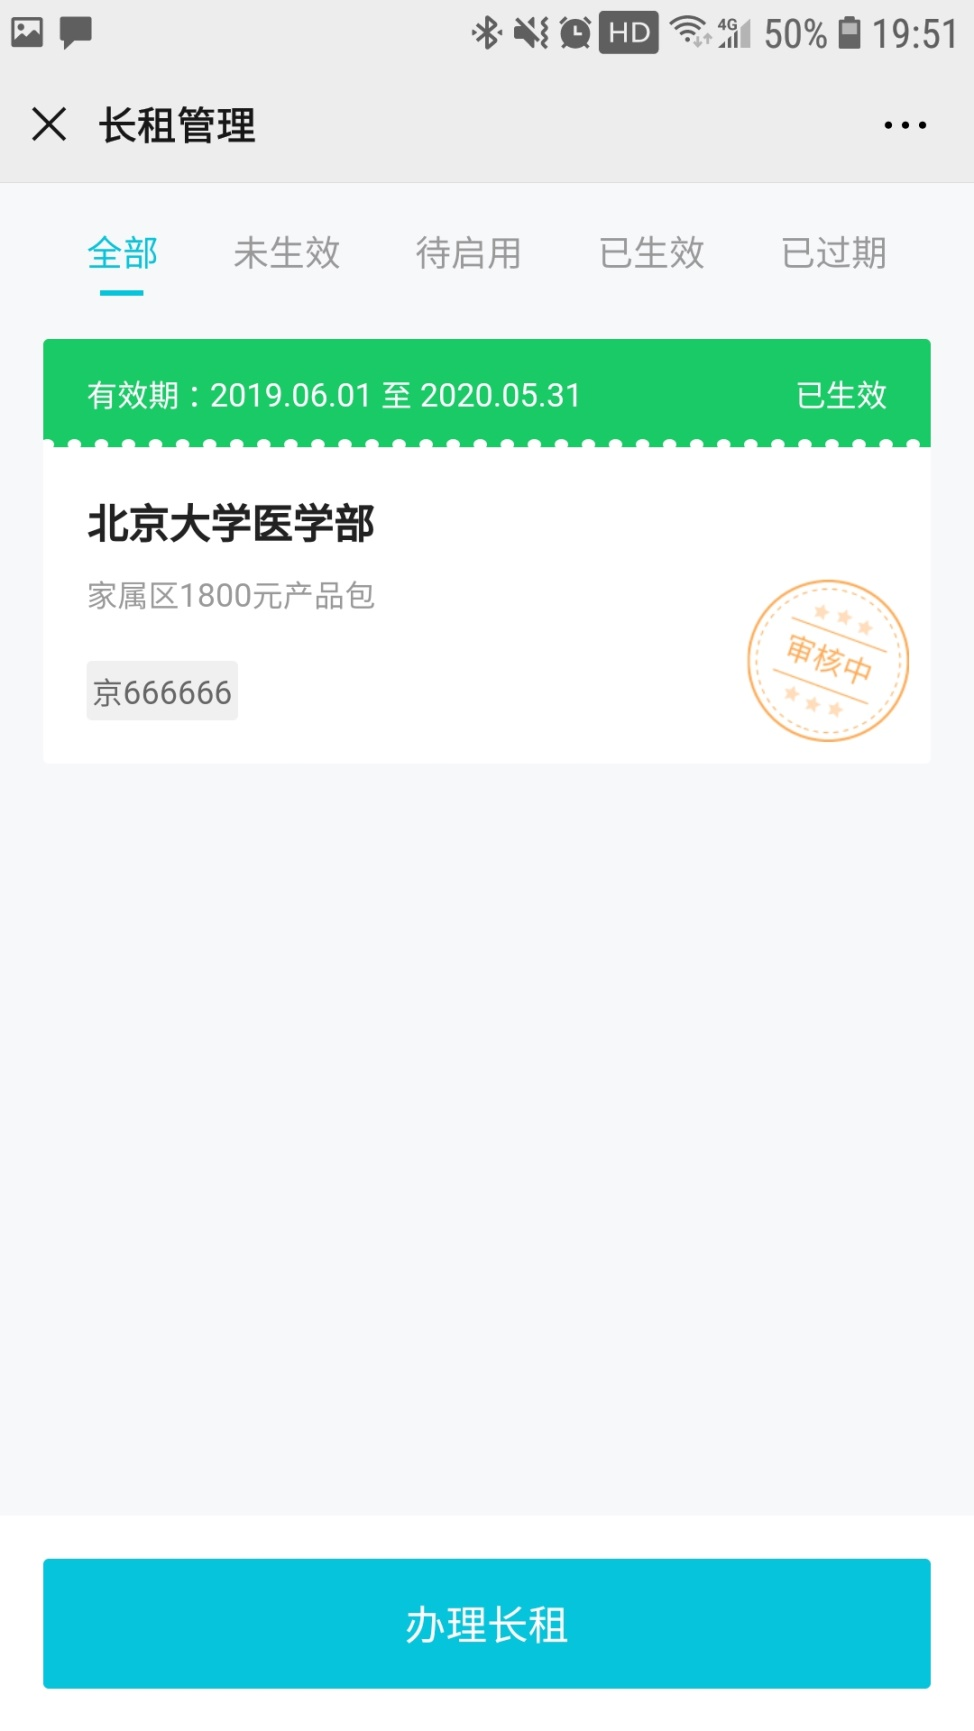 HD 4G 50% 19:51
长租管理
全部 未生效 待启用 已生效 已过期
有效期：2019.06.01 至 2020.05.31 已生效
北京大学医学部
家属区1800元产品包
审核中
京666666
办理长租